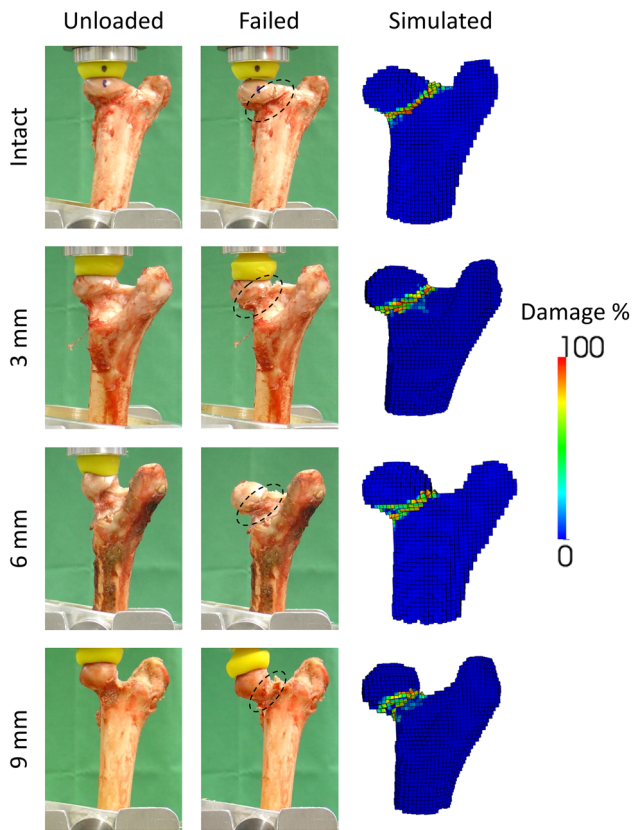 Unloaded Failed Simulated
Intact
3 mm
Damage %
100
6 mm
0
9 mm